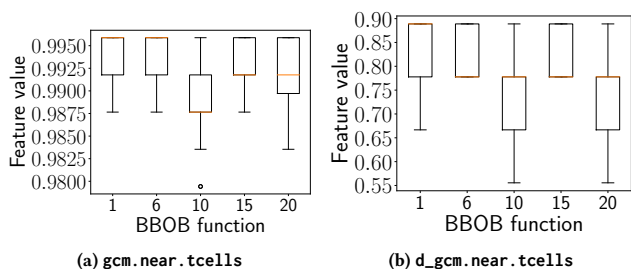 Feature value
0.9950
0.9925
0.9900
0.9875
0.9850
0.9825
0.9800
1 6 10 15 20
BBOB function
(a) gcm.near.tcells
Feature value
0.90
0.85
0.80
0.75
0.70
0.65
0.60
0.55
1 6 10 15 20
BBOB function
(b) d_gcm.near.tcells